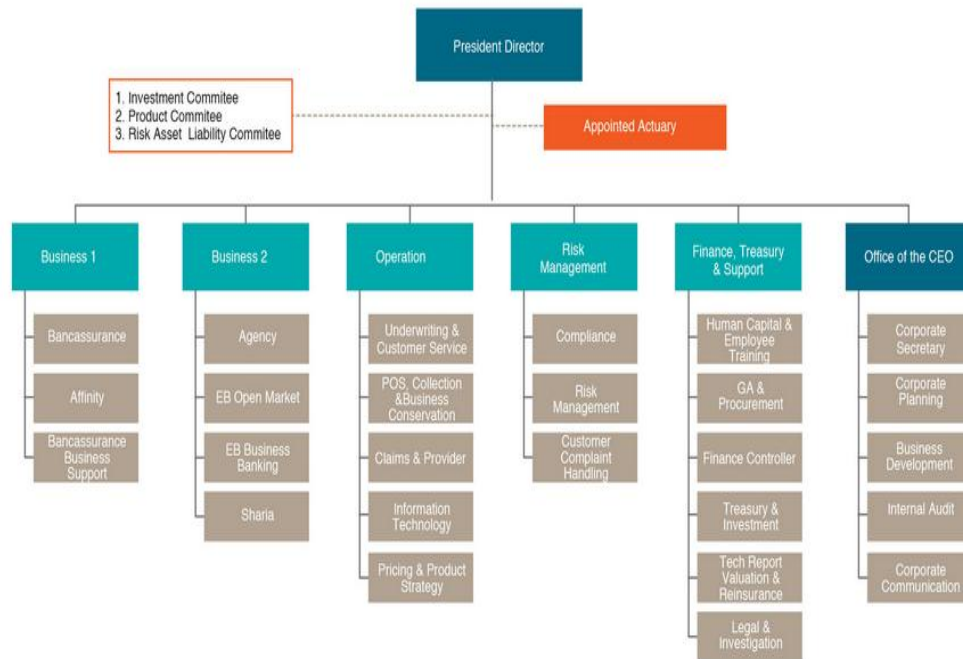 President Director
1. Investment Commitee
2. Product Commitee
3. Risk Asset Liability Commitee
Appointed Actuary
Business 1
Business 2
Operation
Risk
Management
Finance, Treasury
& Support
Office of the CEO
Bancassurance
Affinity
Bancassurance
Business
Support
Agency
EB Open Market
EB Business
Banking
Sharia
Underwriting &
Customer Service
POS, Collection
&Business
Conservation
Claims & Provider
Information
Technology
Pricing & Product
Strategy
Compliance
Risk
Management
Customer
Complaint
Handling
Human Capital &
Employee
Training
GA &
Procurement
Finance Controller
Treasury &
Investment
Tech Report
Valuation &
Reinsurance
Legal &
Investigation
Corporate
Secretary
Corporate
Planning
Business
Development
Internal Audit
Corporate
Communication